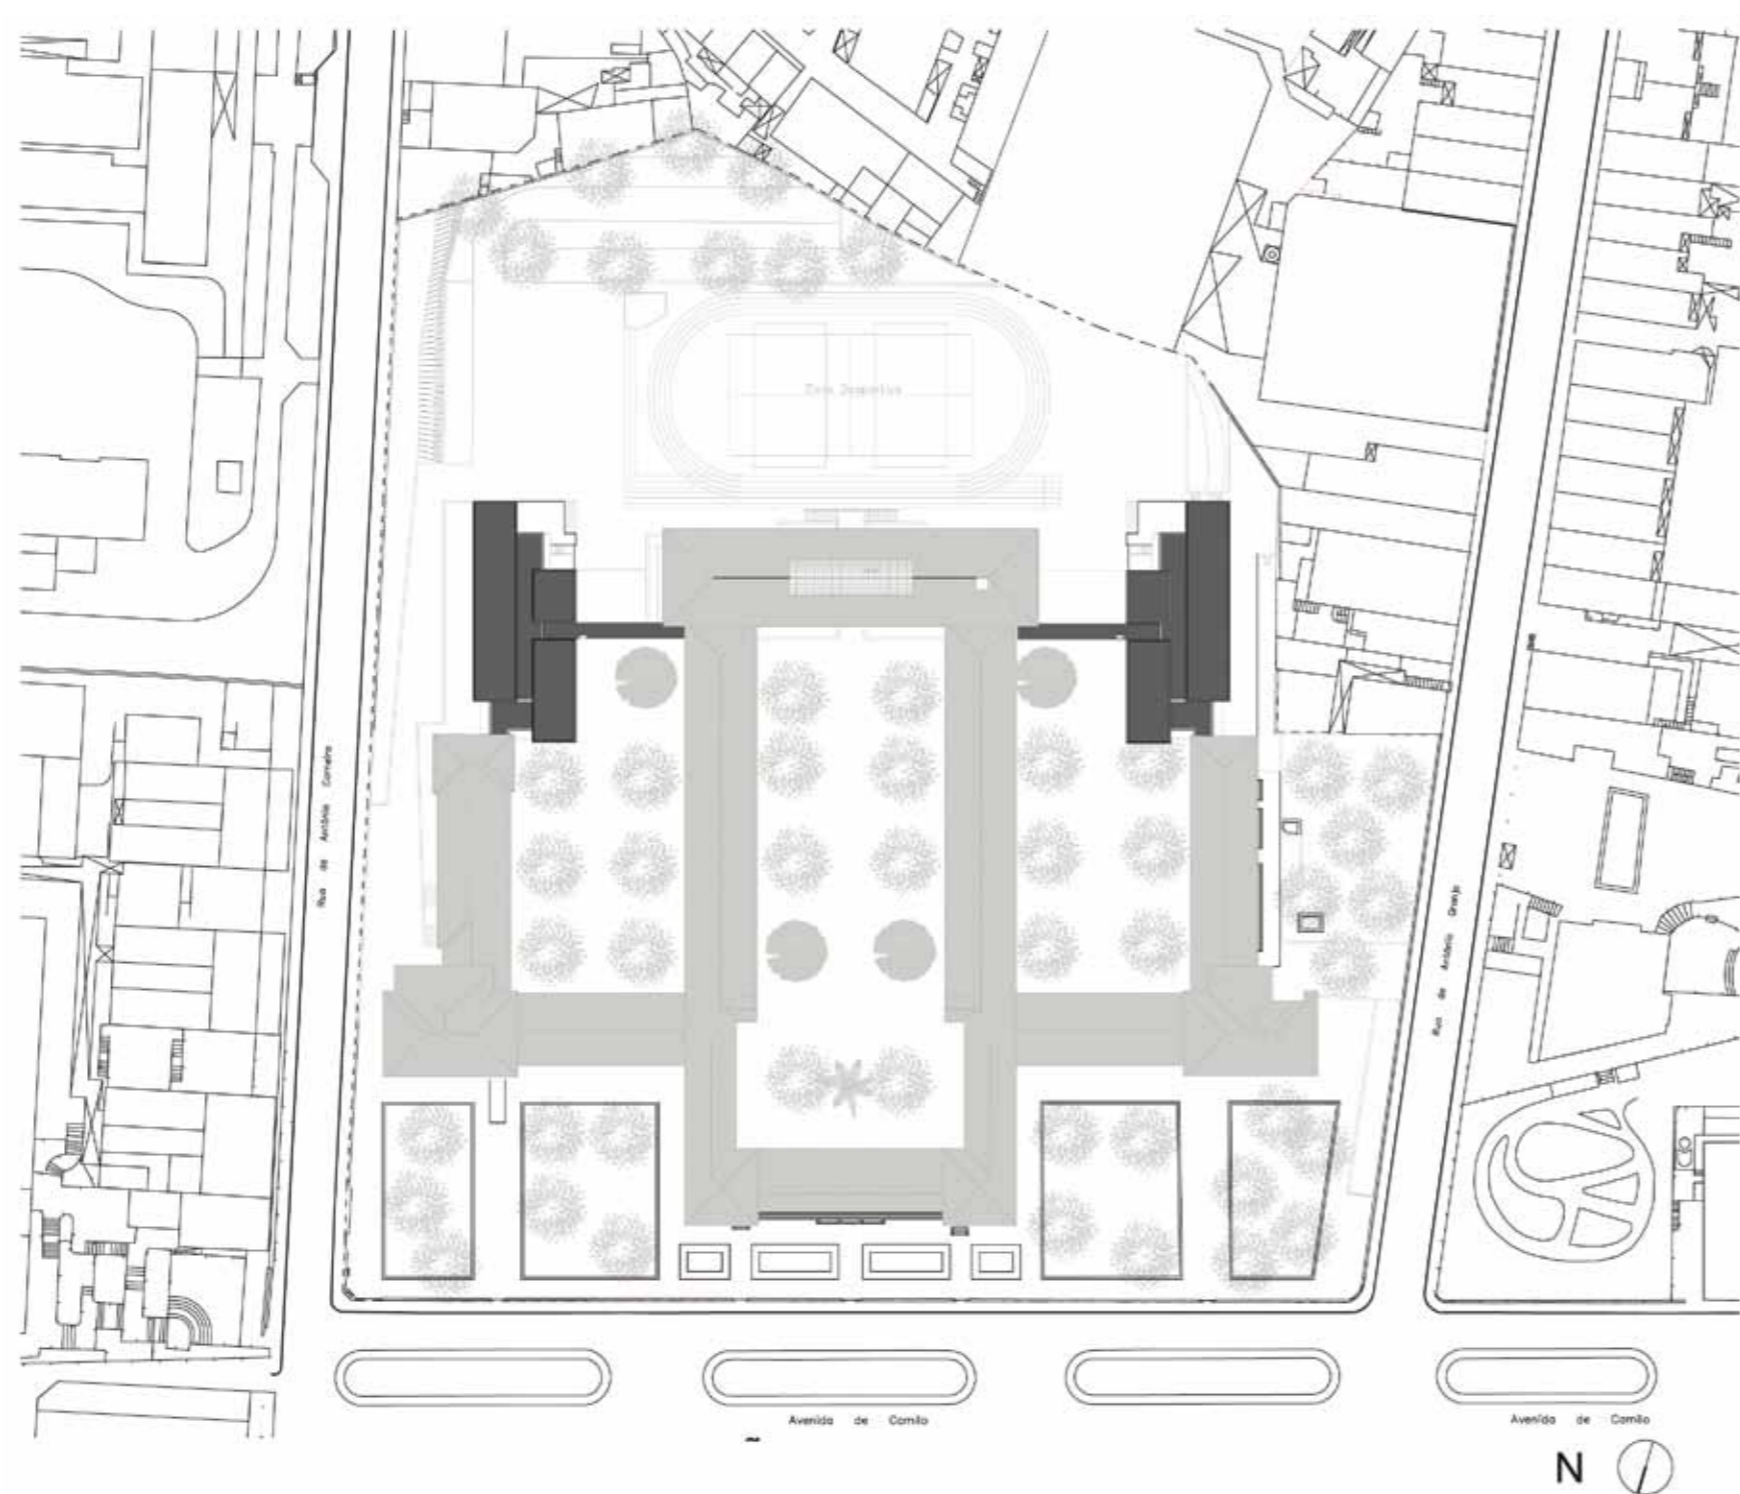 Zona Desportiva
Rua de António Carneiro
Rua de António Granjo
Avenida de Camilo
Avenida de Camilo
N